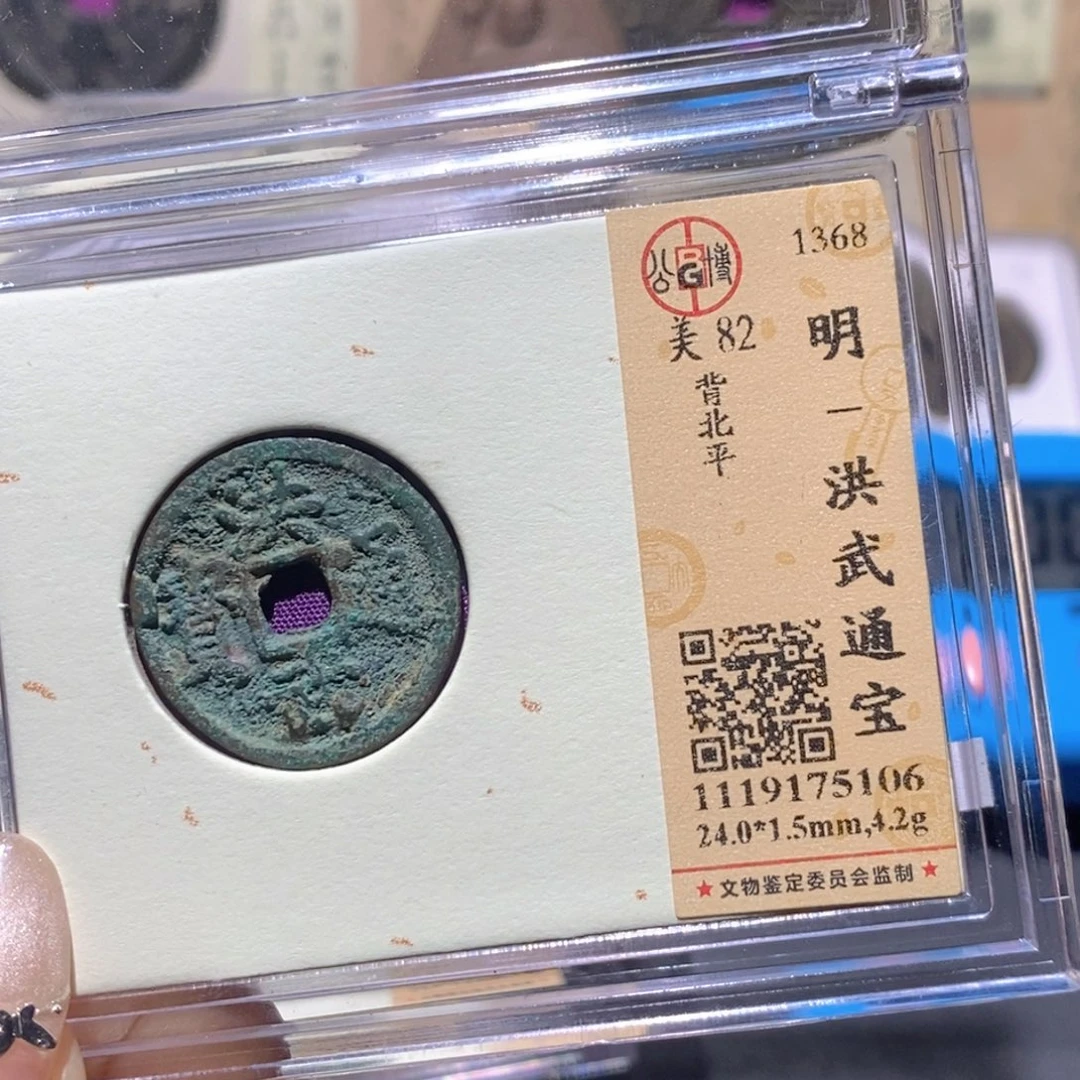 公博
1368
美 82
背北平
明 — 洪武通宝
1119175106
24.0*1.5mm,4.2g
★文物鉴定委员会监制★